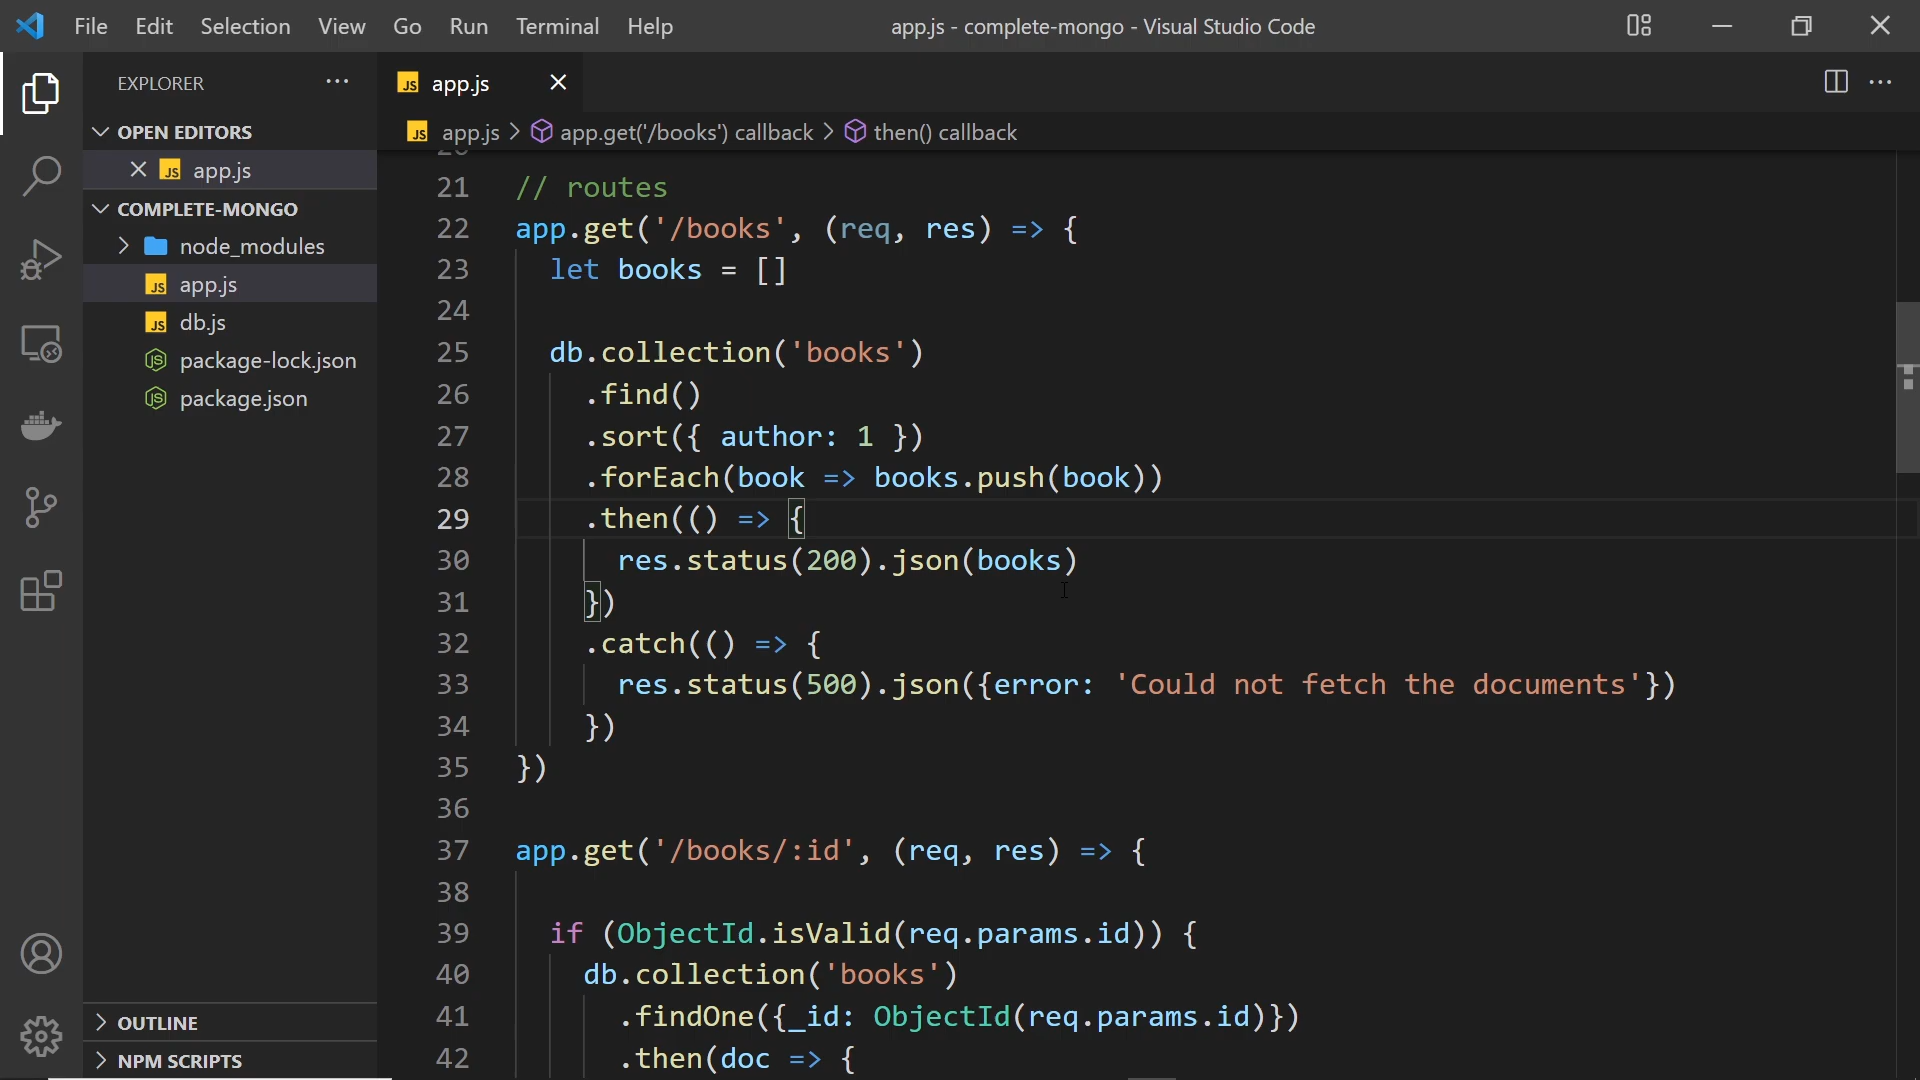 File Edit Selection View Go Run Terminal Help app.js - complete-mongo - Visual Studio Code
EXPLORER
OPEN EDITORS
app.js
COMPLETE-MONGO
node_modules
app.js
db.js
package-lock.json
package.json
OUTLINE
NPM SCRIPTS
app.js
app.js > app.get('/books') callback > then() callback
21 // routes
22 app.get('/books', (req, res) => {
23 let books = []
24
25 db.collection('books')
26 .find()
27 .sort({ author: 1 })
28 .forEach(book => books.push(book))
29 .then(() => {
30 res.status(200).json(books)
31 })
32 .catch(() => {
33 res.status(500).json({error: 'Could not fetch the documents'})
34 })
35 })
36
37 app.get('/books/:id', (req, res) => {
38
39 if (ObjectId.isValid(req.params.id)) {
40 db.collection('books')
41 .findOne({_id: ObjectId(req.params.id)})
42 .then(doc => {